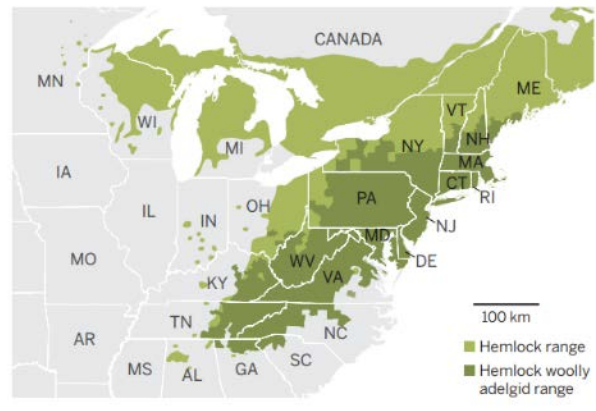 CANADA
MN
ME
VT
WI
NH
NY
MI
MA
CT
RI
IA
PA
OH
NJ
IL
IN
MD
DE
WV
MO
VA
KY
100 km
TN
NC
Hemlock range
AR
SC
Hemlock woolly
adelgid range
MS
AL
GA